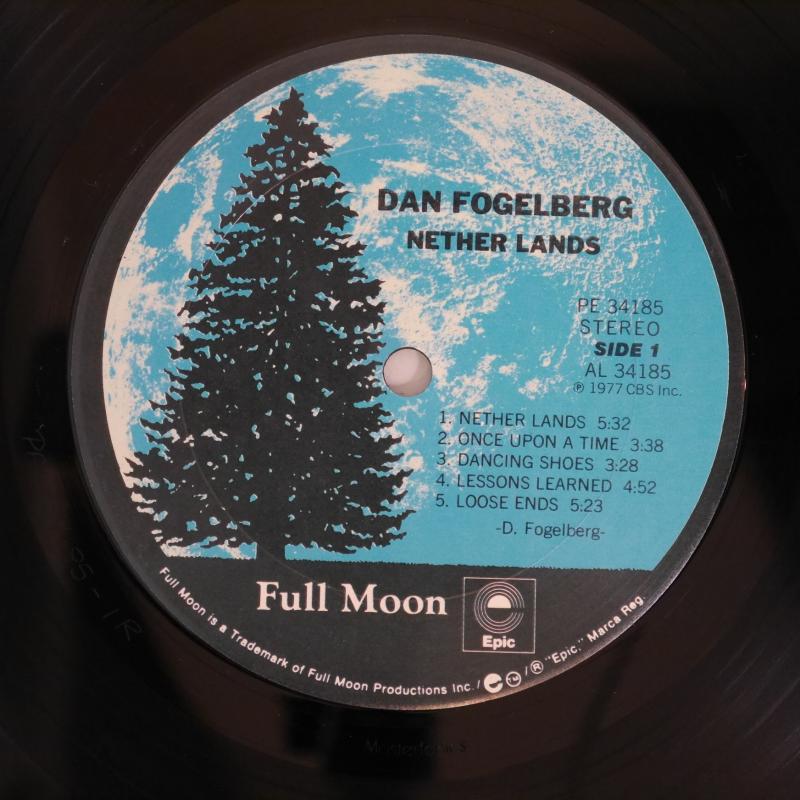 DAN FOGELBERG
NETHER LANDS
PE 34185
STEREO
SIDE 1
AL 34185
℗ 1977 CBS Inc.
1. NETHER LANDS 5:32
2. ONCE UPON A TIME 3:38
3. DANCING SHOES 3:28
4. LESSONS LEARNED 4:52
5. LOOSE ENDS 5:23
-D. Fogelberg-
Full Moon
Epic
Full Moon is a Trademark of Full Moon Productions Inc./ e TM / ® "Epic," Marca Reg.